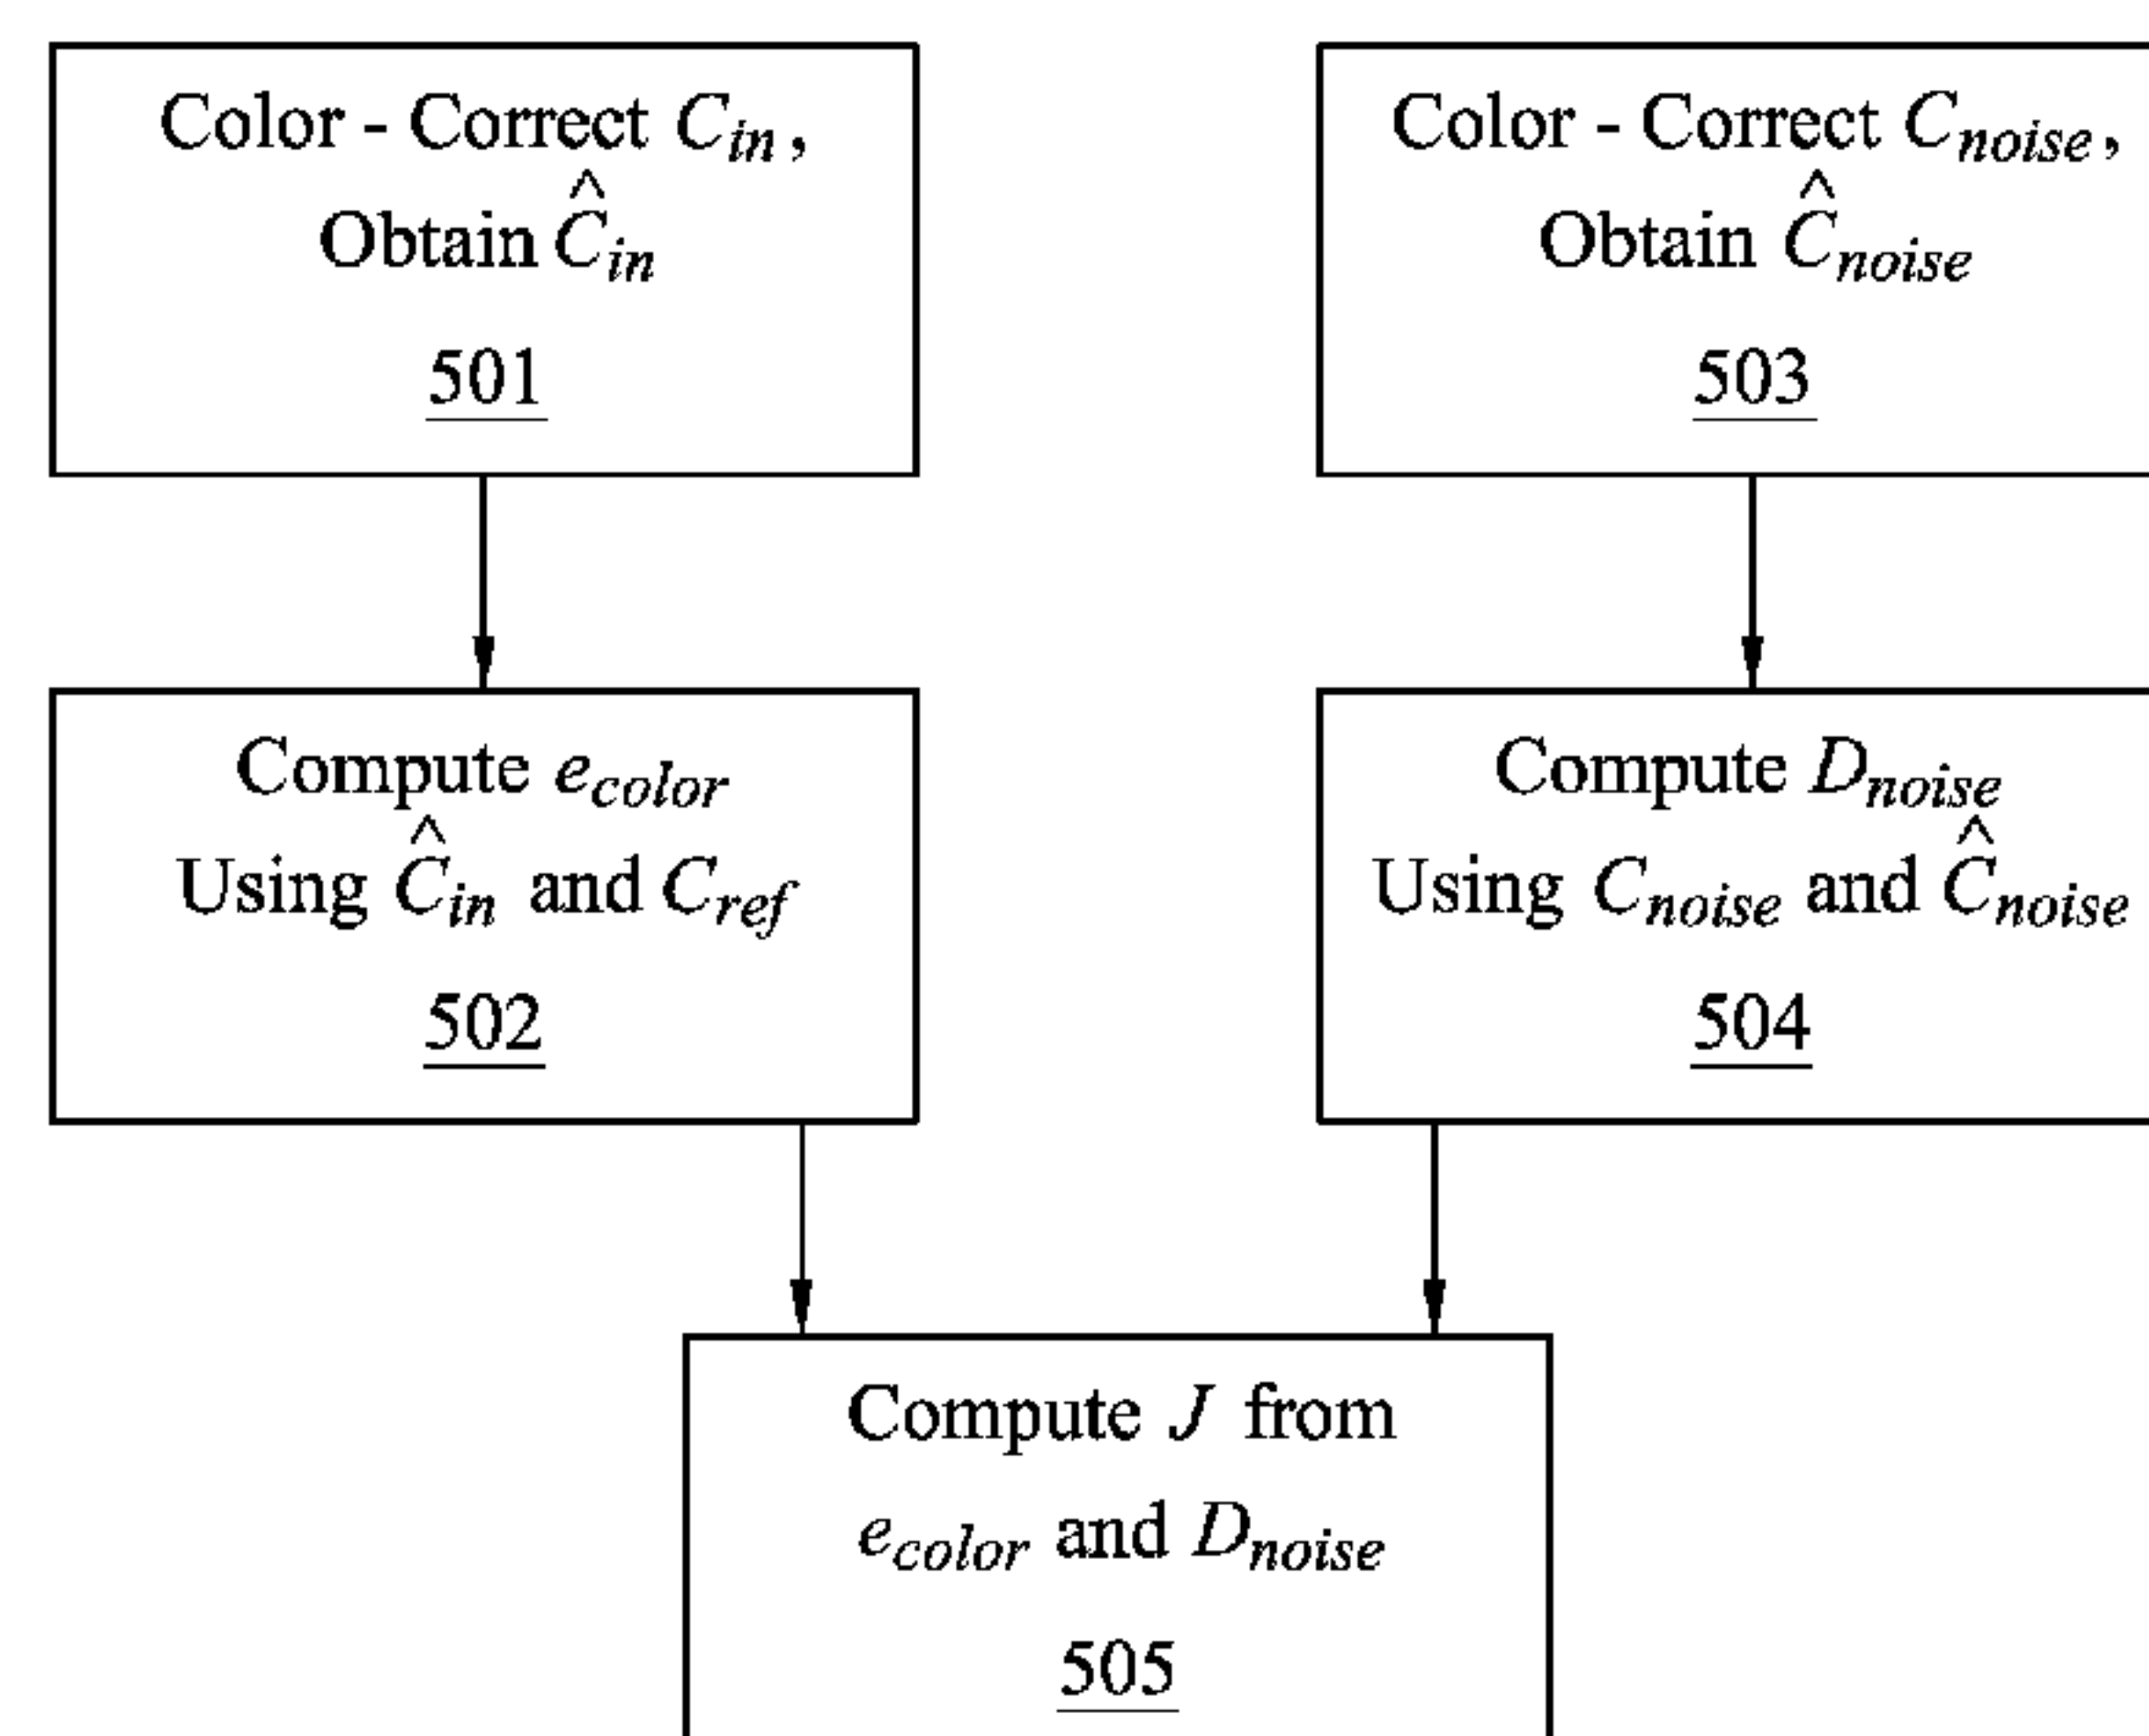 Color - Correct C_in,
Obtain Ĉ_in
501
Color - Correct C_noise,
Obtain Ĉ_noise
503
Compute e_color
Using Ĉ_in and C_ref
502
Compute D_noise
Using C_noise and Ĉ_noise
504
Compute J from
e_color and D_noise
505